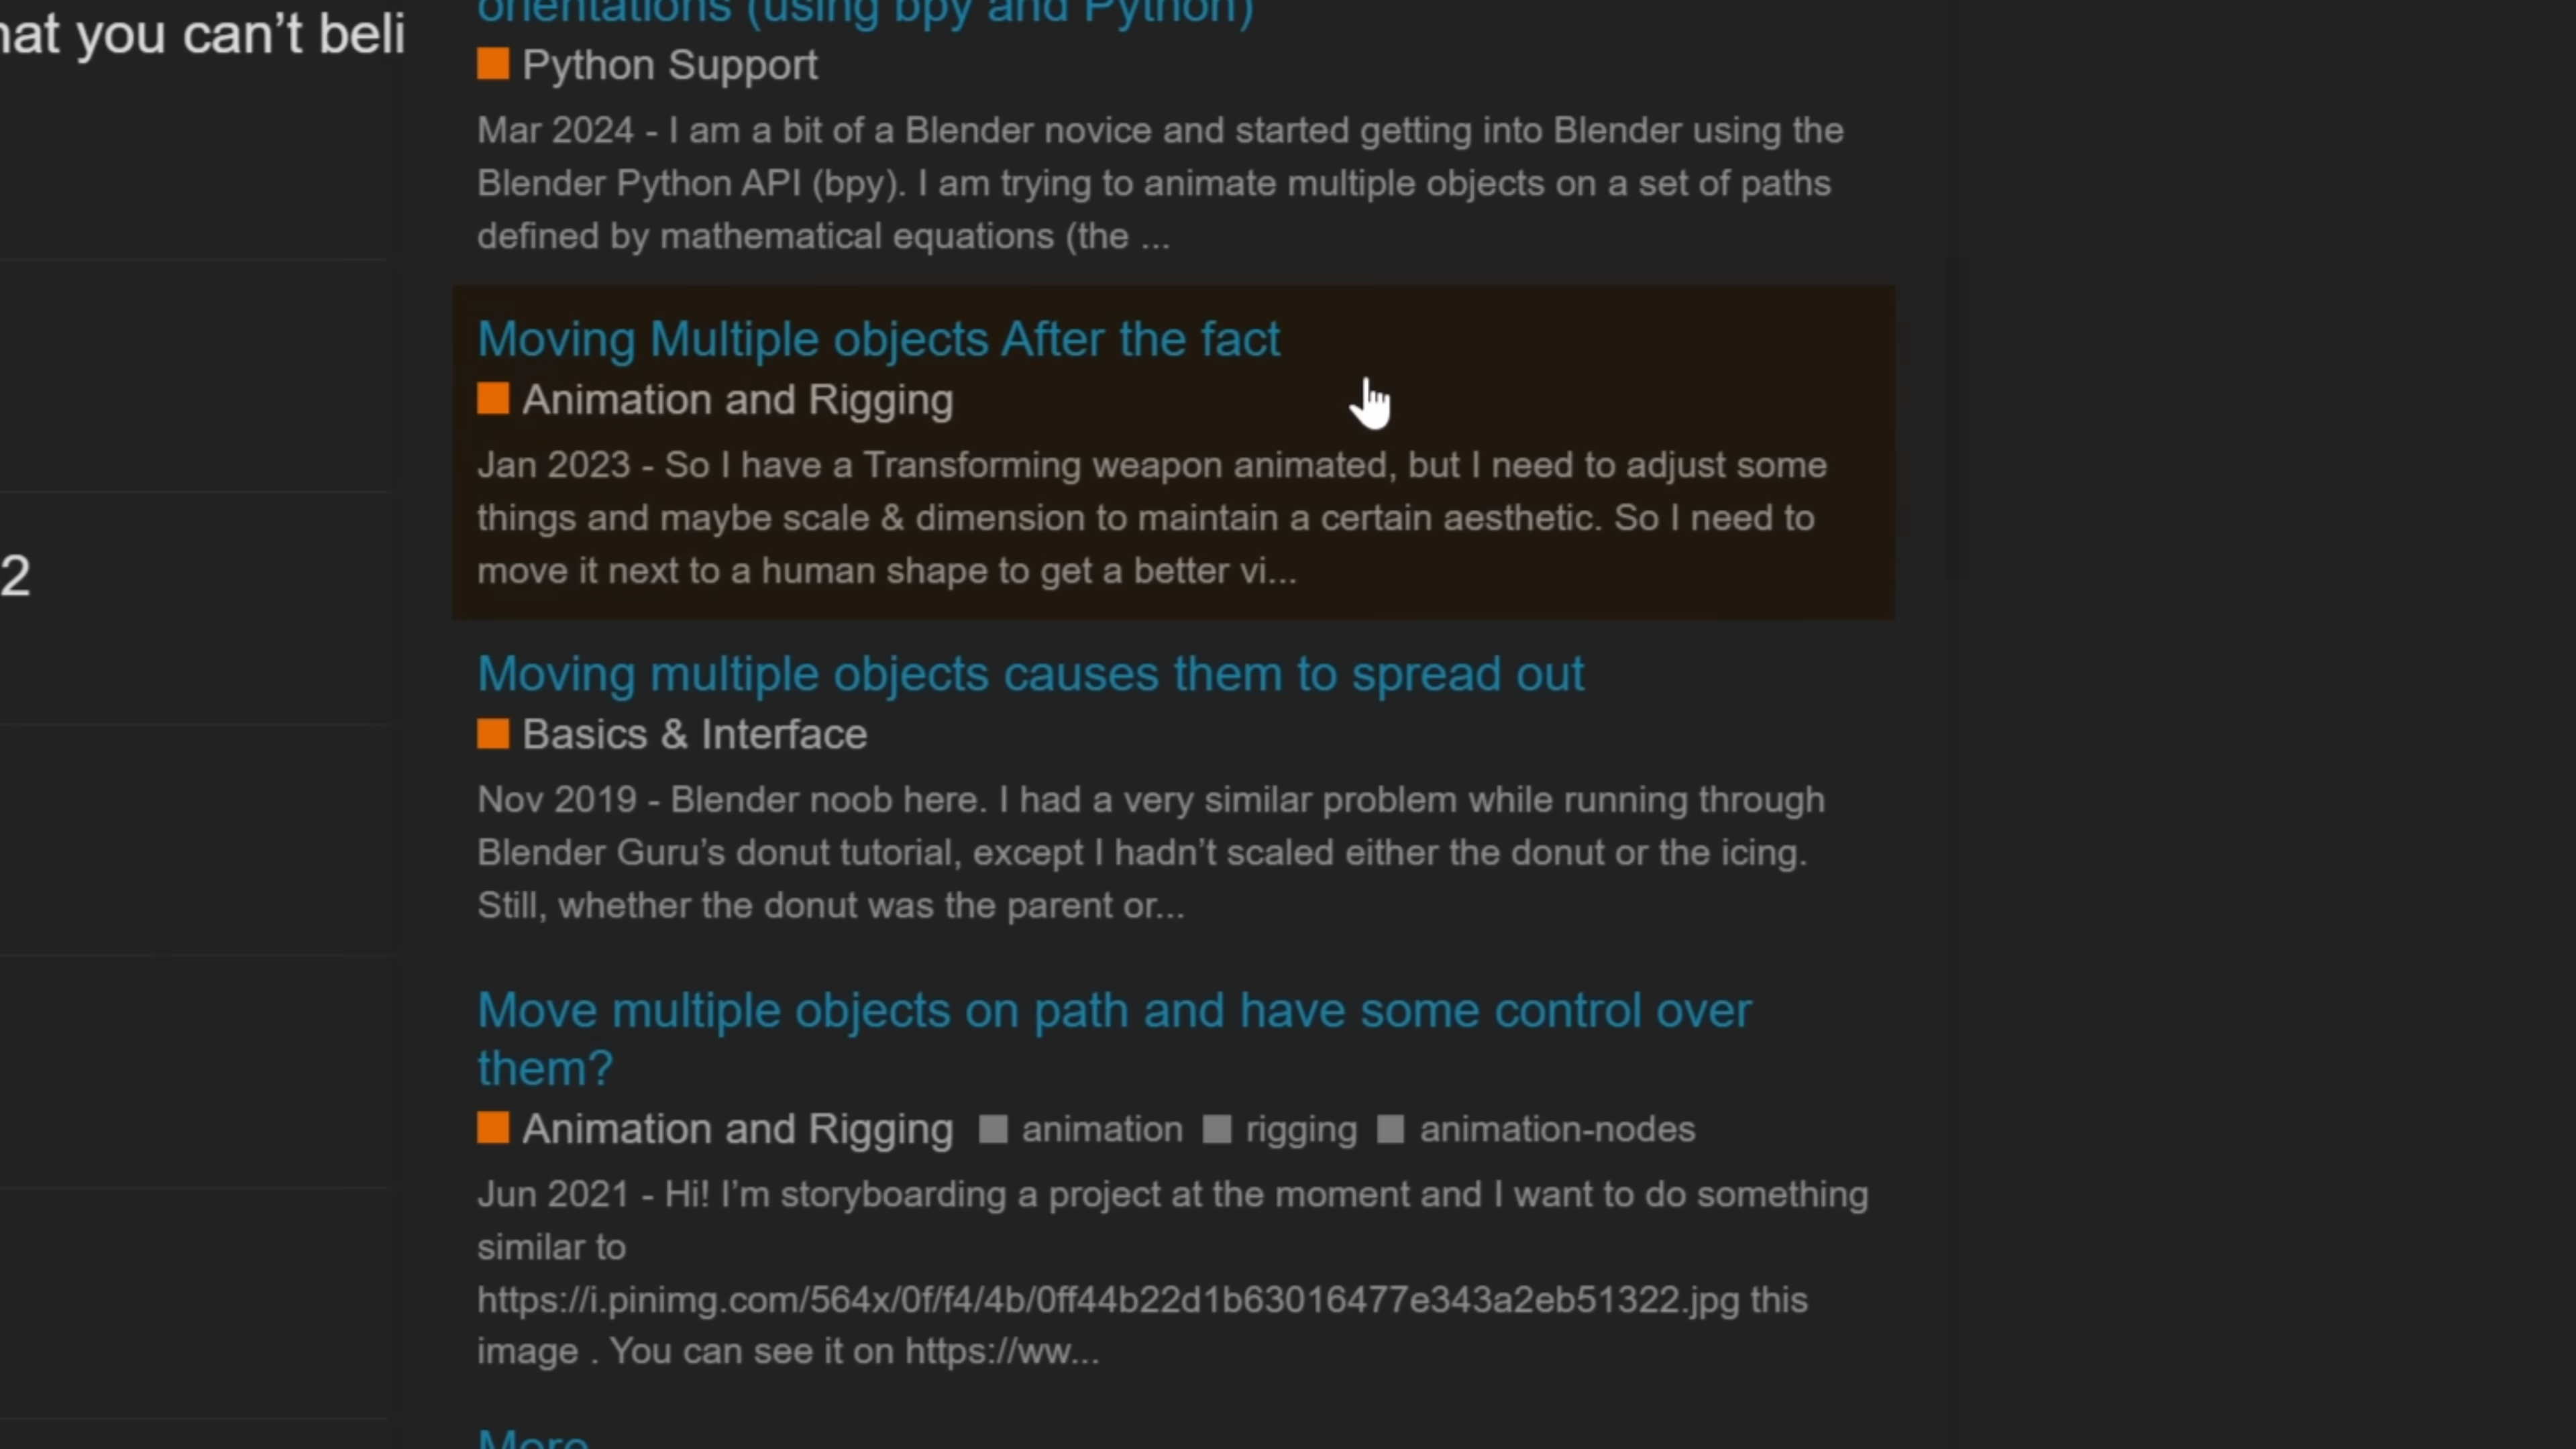 hat you can’t beli
2
orientations (using bpy and Python)
Python Support
Mar 2024 - I am a bit of a Blender novice and started getting into Blender using the
Blender Python API (bpy). I am trying to animate multiple objects on a set of paths
defined by mathematical equations (the ...
Moving Multiple objects After the fact
Animation and Rigging
Jan 2023 - So I have a Transforming weapon animated, but I need to adjust some
things and maybe scale & dimension to maintain a certain aesthetic. So I need to
move it next to a human shape to get a better vi...
Moving multiple objects causes them to spread out
Basics & Interface
Nov 2019 - Blender noob here. I had a very similar problem while running through
Blender Guru’s donut tutorial, except I hadn’t scaled either the donut or the icing.
Still, whether the donut was the parent or...
Move multiple objects on path and have some control over
them?
Animation and Rigging animation rigging animation-nodes
Jun 2021 - Hi! I’m storyboarding a project at the moment and I want to do something
similar to
https://i.pinimg.com/564x/0f/f4/4b/0ff44b22d1b63016477e343a2eb51322.jpg this
image . You can see it on https://ww...
More